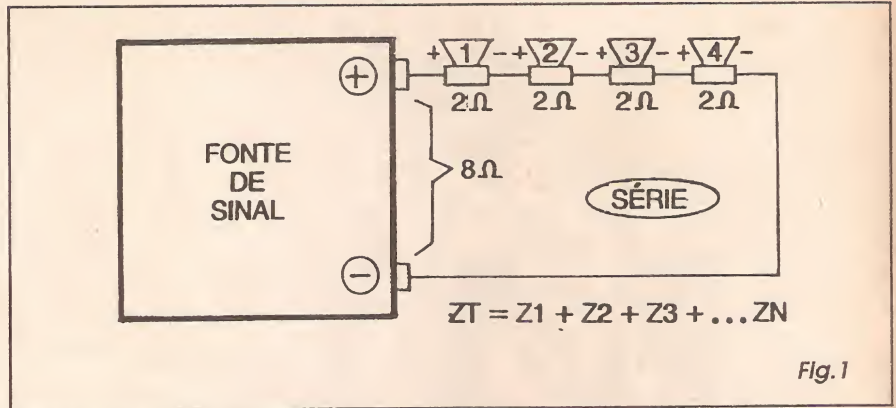 + 1 - + 2 - + 3 - + 4 -
2Ω 2Ω 2Ω 2Ω
+
FONTE
DE
SINAL
8Ω
SÉRIE
-
ZT = Z1 + Z2 + Z3 + ... ZN
Fig. 1